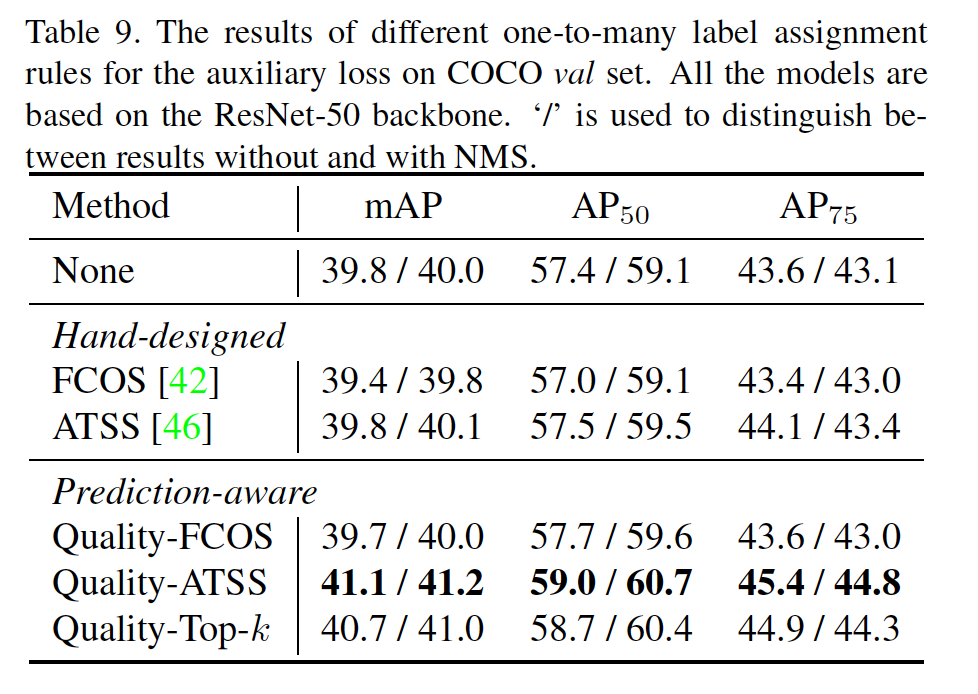 Table 9. The results of different one-to-many label assignment
rules for the auxiliary loss on COCO val set. All the models are
based on the ResNet-50 backbone. ‘/’ is used to distinguish be-
tween results without and with NMS.
Method mAP AP50 AP75
None 39.8 / 40.0 57.4 / 59.1 43.6 / 43.1
Hand-designed
FCOS [42] 39.4 / 39.8 57.0 / 59.1 43.4 / 43.0
ATSS [46] 39.8 / 40.1 57.5 / 59.5 44.1 / 43.4
Prediction-aware
Quality-FCOS 39.7 / 40.0 57.7 / 59.6 43.6 / 43.0
Quality-ATSS 41.1 / 41.2 59.0 / 60.7 45.4 / 44.8
Quality-Top-k 40.7 / 41.0 58.7 / 60.4 44.9 / 44.3